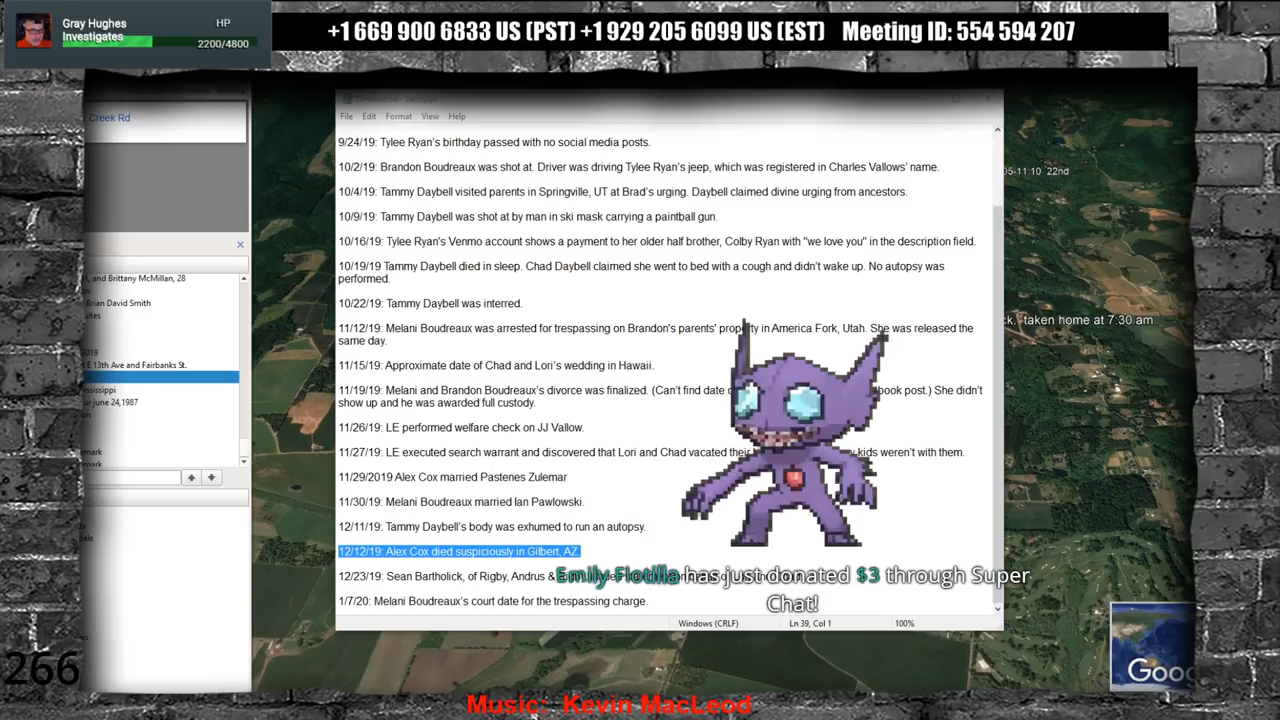 Gray Hughes
Investigates
HP
2200/4800
+1 669 900 6833 US (PST) +1 929 205 6099 US (EST) Meeting ID: 554 594 207
Creek Rd
File Edit Format View Help
9/24/19: Tylee Ryan's birthday passed with no social media posts.
10/2/19: Brandon Boudreaux was shot at. Driver was driving Tylee Ryan's jeep, which was registered in Charles Vallows' name.
10/4/19: Tammy Daybell visited parents in Springville, UT at Brad's urging. Daybell claimed divine urging from ancestors.
10/9/19: Tammy Daybell was shot at by man in ski mask carrying a paintball gun.
10/16/19: Tylee Ryan's Venmo account shows a payment to her older half brother, Colby Ryan with "we love you" in the description field.
10/19/19 Tammy Daybell died in sleep. Chad Daybell claimed she went to bed with a cough and didn't wake up. No autopsy was
performed.
10/22/19: Tammy Daybell was interred.
11/12/19: Melani Boudreaux was arrested for trespassing on Brandon's parents' property in America Fork, Utah. She was released the
same day.
11/15/19: Approximate date of Chad and Lori's wedding in Hawaii.
11/19/19: Melani and Brandon Boudreaux's divorce was finalized. (Can't find date post.) She didn't
show up and he was awarded full custody.
11/26/19: LE performed welfare check on JJ Vallow.
11/27/19: LE executed search warrant and discovered that Lori and Chad vacated their kids weren't with them.
11/29/2019 Alex Cox married Pastenes Zulemar
11/30/19: Melani Boudreaux married Ian Pawlowski.
12/11/19: Tammy Daybell's body was exhumed to run an autopsy.
12/12/19: Alex Cox died suspiciously in Gilbert, AZ.
12/23/19: Sean Bartholick, of Rigby, Andrus &
1/7/20: Melani Boudreaux's court date for the trespassing charge.
Windows (CRLF) Ln 39, Col 1 100%
, and Brittany McMillan, 28
Brian David Smith
2019
E 13th Ave and Fairbanks St.
ssissippi
ur june 24,1987
mark
05-11:10 22nd
taken home at 7:30 am
Emily Flotilla has just donated $3 through Super
Chat!
266
Goo
Music: Kevin MacLeod